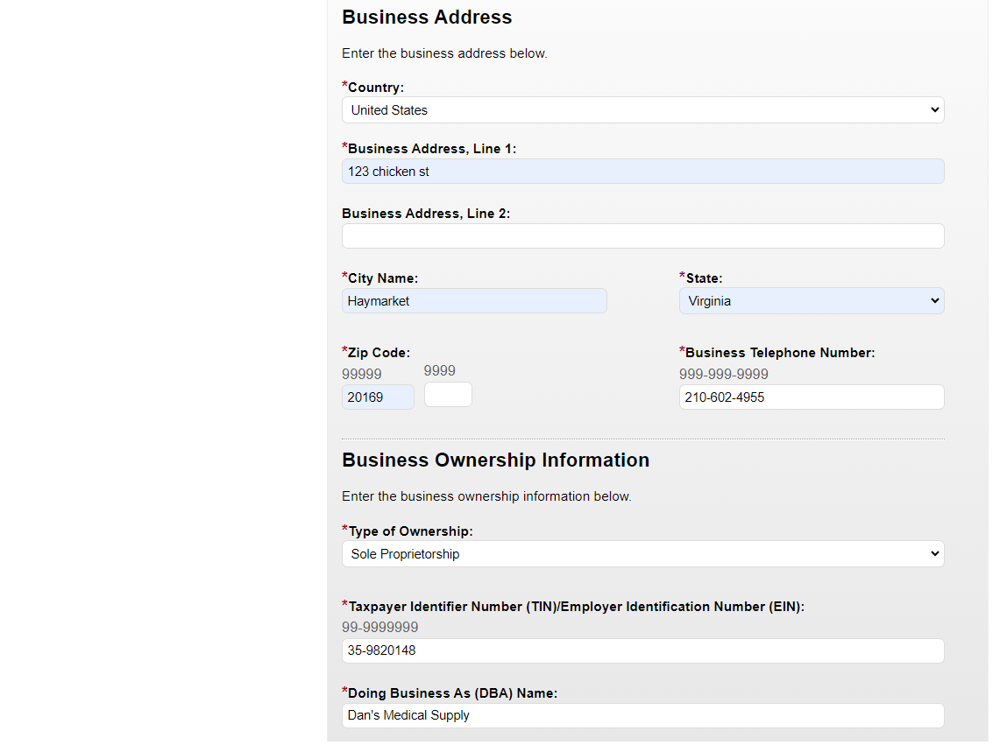 Business Address
Enter the business address below.
*Country:
United States
*Business Address, Line 1:
123 chicken st
Business Address, Line 2:
*City Name:
Haymarket
*State:
Virginia
*Zip Code:
99999
9999
20169
*Business Telephone Number:
999-999-9999
210-602-4955
Business Ownership Information
Enter the business ownership information below.
*Type of Ownership:
Sole Proprietorship
*Taxpayer Identifier Number (TIN)/Employer Identification Number (EIN):
99-9999999
35-9820148
*Doing Business As (DBA) Name:
Dan's Medical Supply